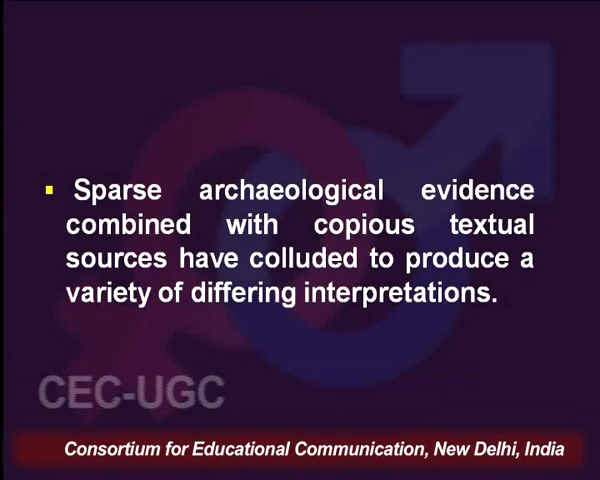 ▪ Sparse archaeological evidence
combined with copious textual
sources have colluded to produce a
variety of differing interpretations.
CEC-UGC
Consortium for Educational Communication, New Delhi, India